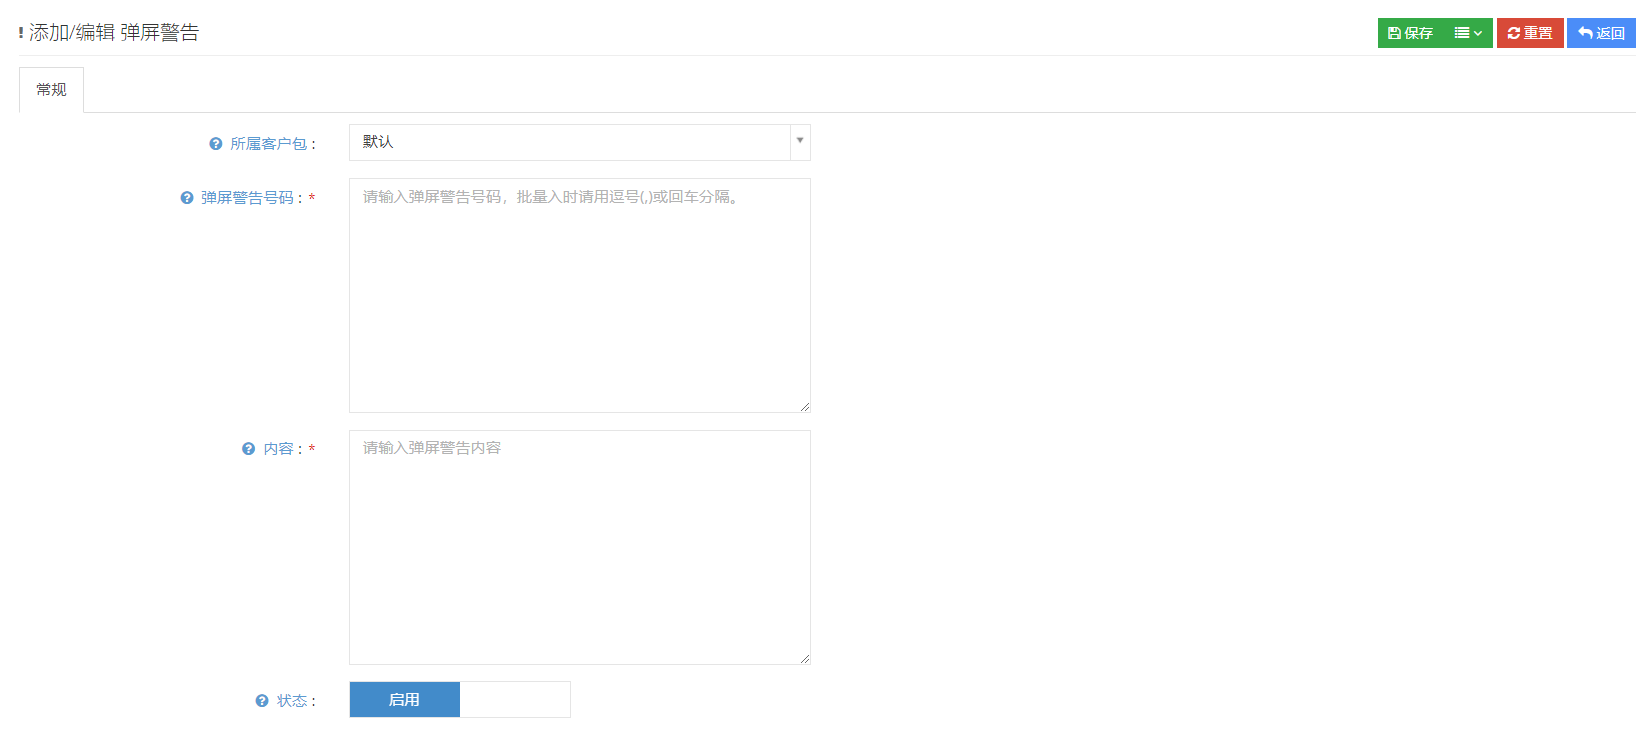 添加/编辑 弹屏警告
保存
重置
返回
常规
所属客户包 :
默认
弹屏警告号码 : *
请输入弹屏警告号码，批量入时请用逗号(,)或回车分隔。
内容 : *
请输入弹屏警告内容
状态 :
启用